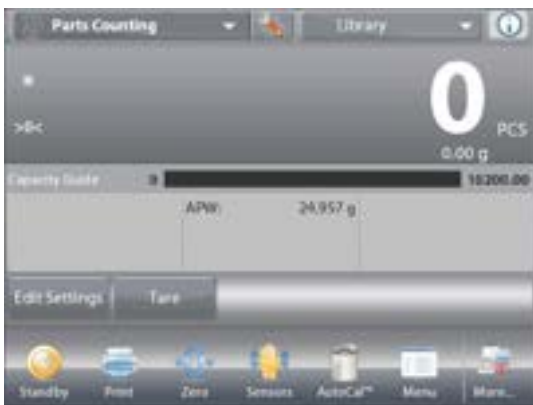 Parts Counting Library
0
>0< PCS
0.00 g
Capacity Guide 0 10200.00
APW: 24.957 g
Edit Settings Tare
Standby Print Zero Sensors AutoCal™ Menu More...